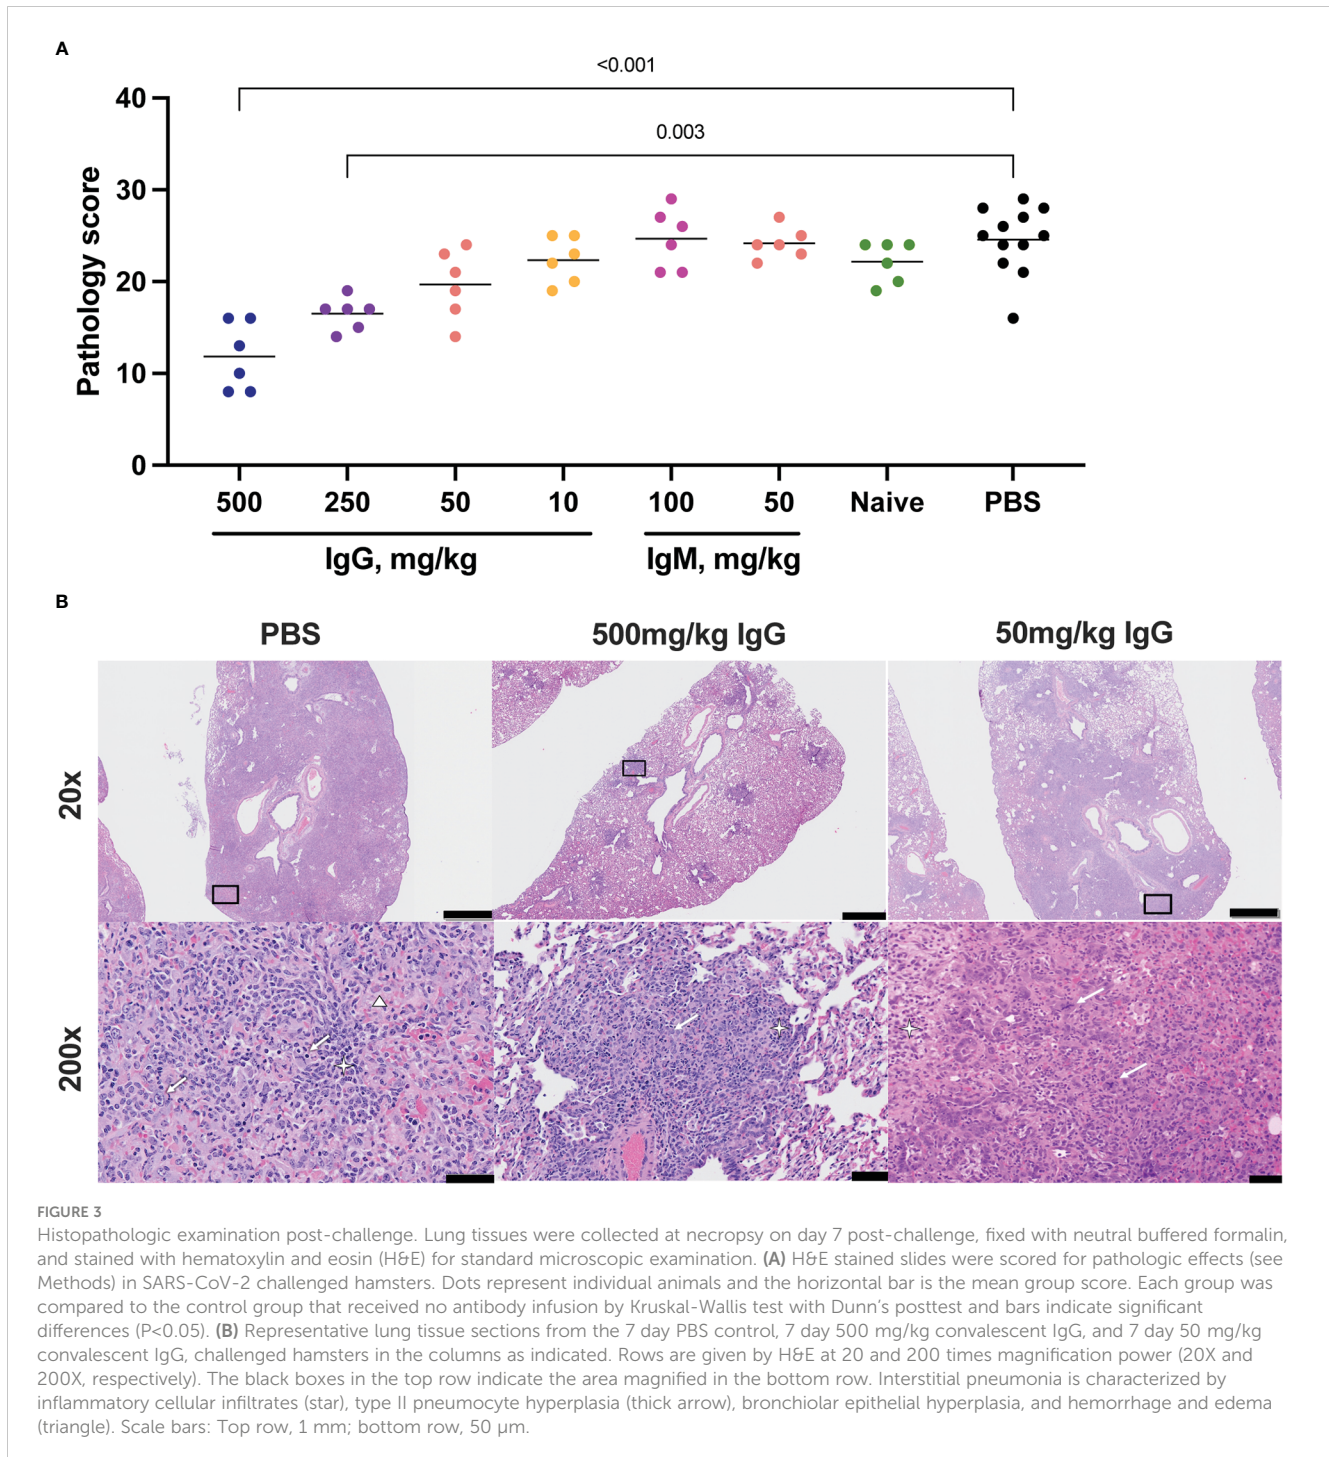 A
<0.001
0.003
40
30
20
10
0
Pathology score
500 250 50 10 100 50 Naive PBS
IgG, mg/kg IgM, mg/kg
B
PBS 500mg/kg IgG 50mg/kg IgG
20x
200x
FIGURE 3
Histopathologic examination post-challenge. Lung tissues were collected at necropsy on day 7 post-challenge, fixed with neutral buffered formalin,
and stained with hematoxylin and eosin (H&E) for standard microscopic examination. (A) H&E stained slides were scored for pathologic effects (see
Methods) in SARS-CoV-2 challenged hamsters. Dots represent individual animals and the horizontal bar is the mean group score. Each group was
compared to the control group that received no antibody infusion by Kruskal-Wallis test with Dunn's posttest and bars indicate significant
differences (P<0.05). (B) Representative lung tissue sections from the 7 day PBS control, 7 day 500 mg/kg convalescent IgG, and 7 day 50 mg/kg
convalescent IgG, challenged hamsters in the columns as indicated. Rows are given by H&E at 20 and 200 times magnification power (20X and
200X, respectively). The black boxes in the top row indicate the area magnified in the bottom row. Interstitial pneumonia is characterized by
inflammatory cellular infiltrates (star), type II pneumocyte hyperplasia (thick arrow), bronchiolar epithelial hyperplasia, and hemorrhage and edema
(triangle). Scale bars: Top row, 1 mm; bottom row, 50 µm.